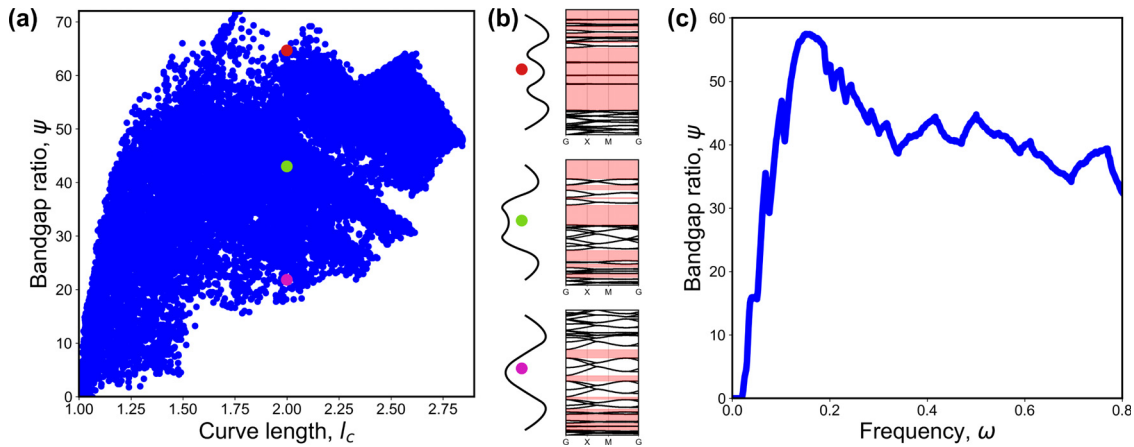 (a)
Bandgap ratio, ψ
70
60
50
40
30
20
10
0
1.00 1.25 1.50 1.75 2.00 2.25 2.50 2.75
Curve length, l_c
(b)
G X M G
G X M G
G X M G
(c)
Bandgap ratio, ψ
60
50
40
30
20
10
0
0.0 0.2 0.4 0.6 0.8
Frequency, ω